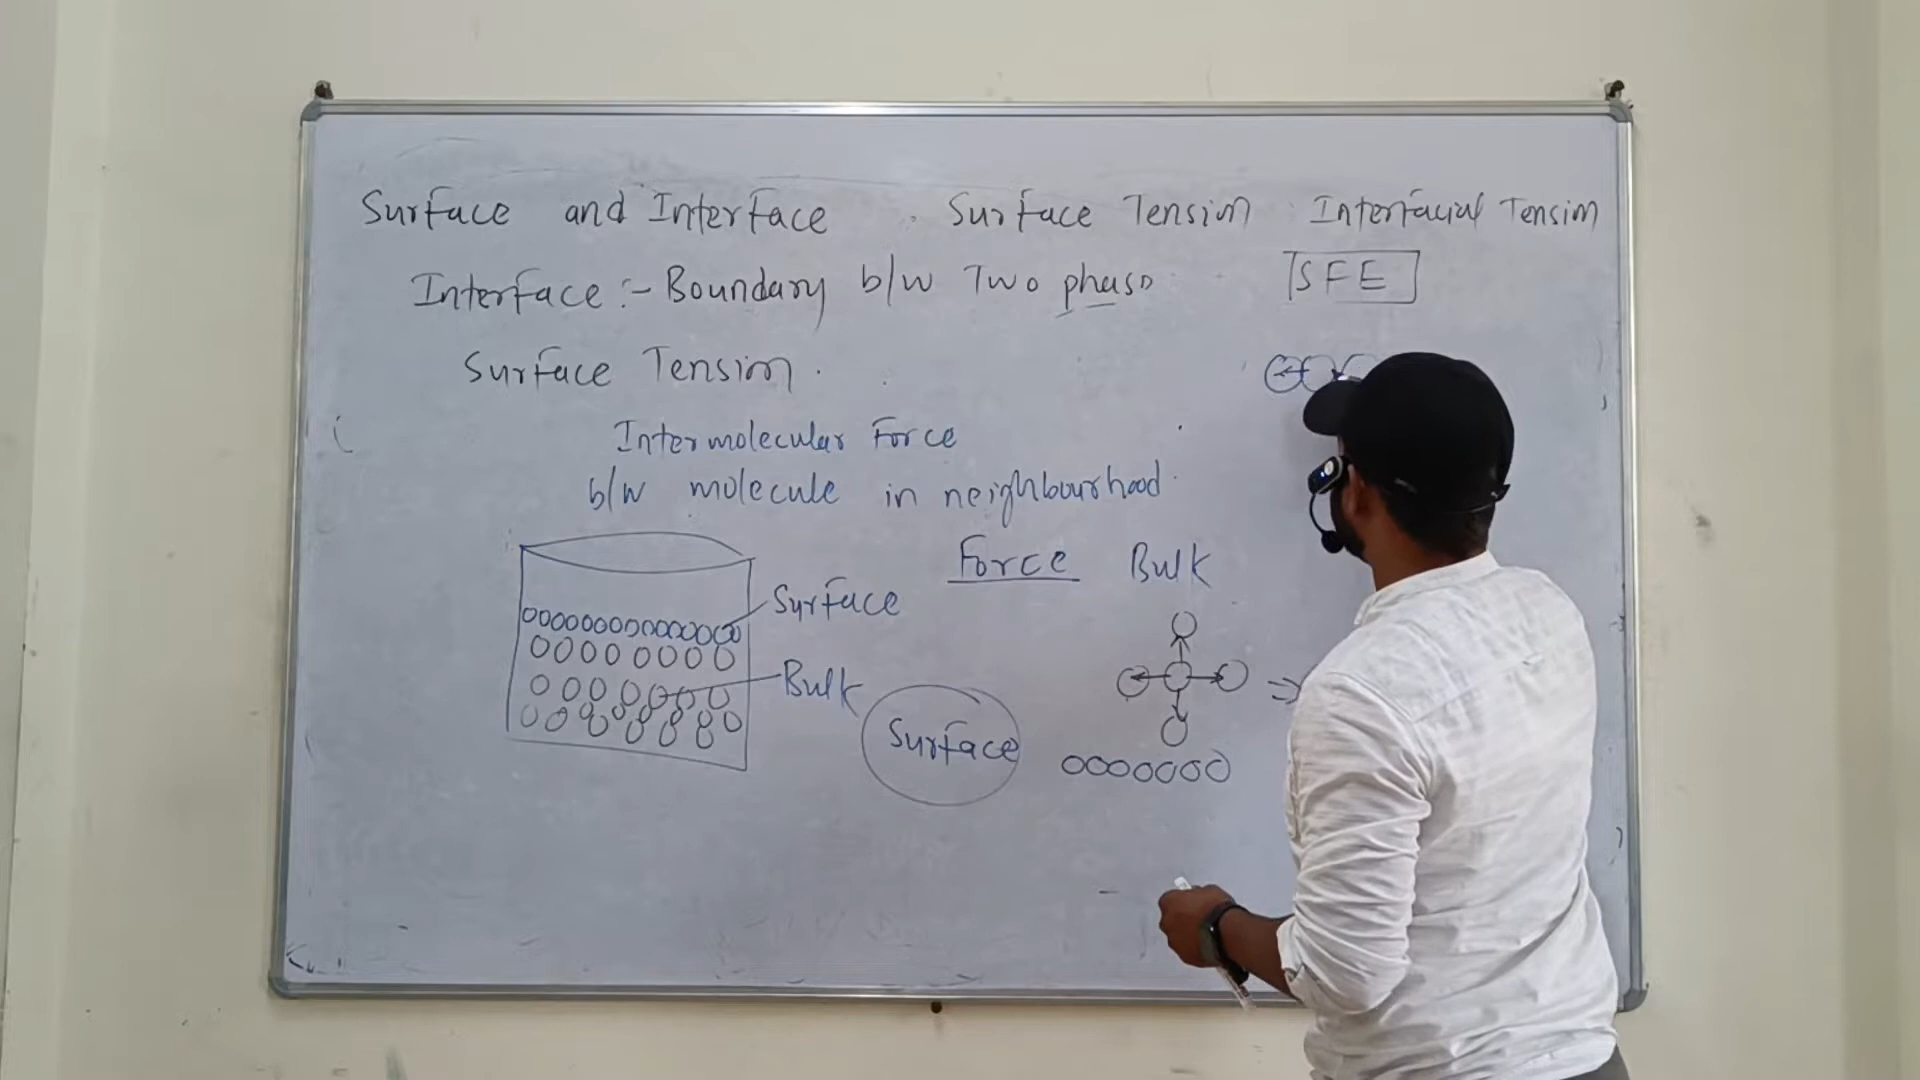 Surface and Interface . Surface Tension Interfacial Tension
Interface :- Boundary b/w Two phases
SFE
Surface Tension .
Intermolecular Force
b/w molecule in neighbourhood .
Force Bulk
Surface
Bulk
Surface